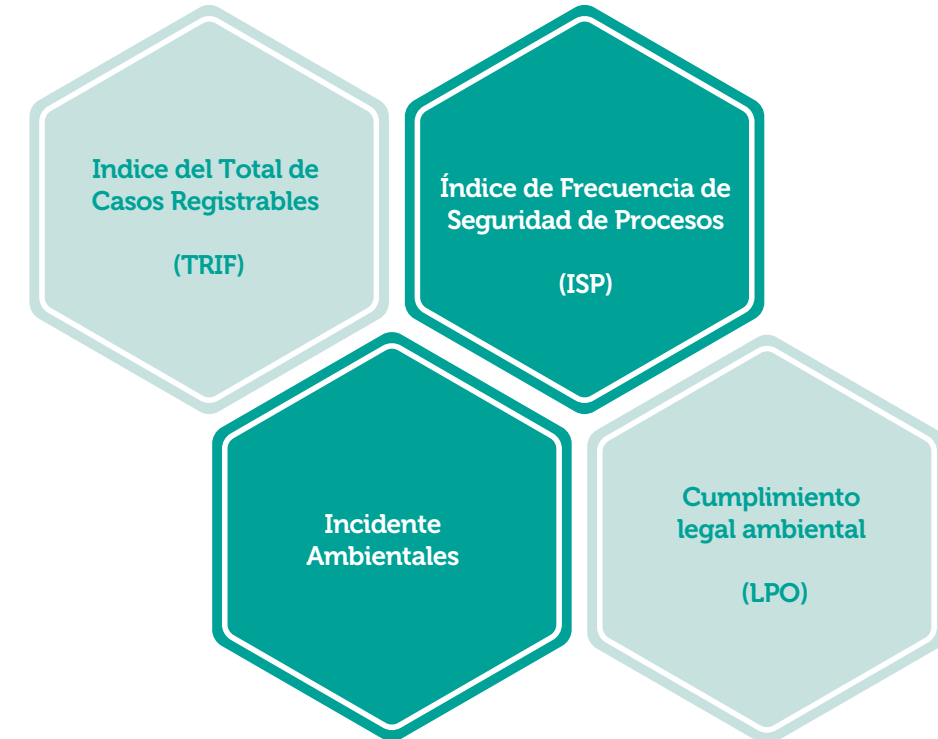 Indice del Total de
Casos Registrables
(TRIF)
Índice de Frecuencia de
Seguridad de Procesos
(ISP)
Incidente
Ambientales
Cumplimiento
legal ambiental
(LPO)